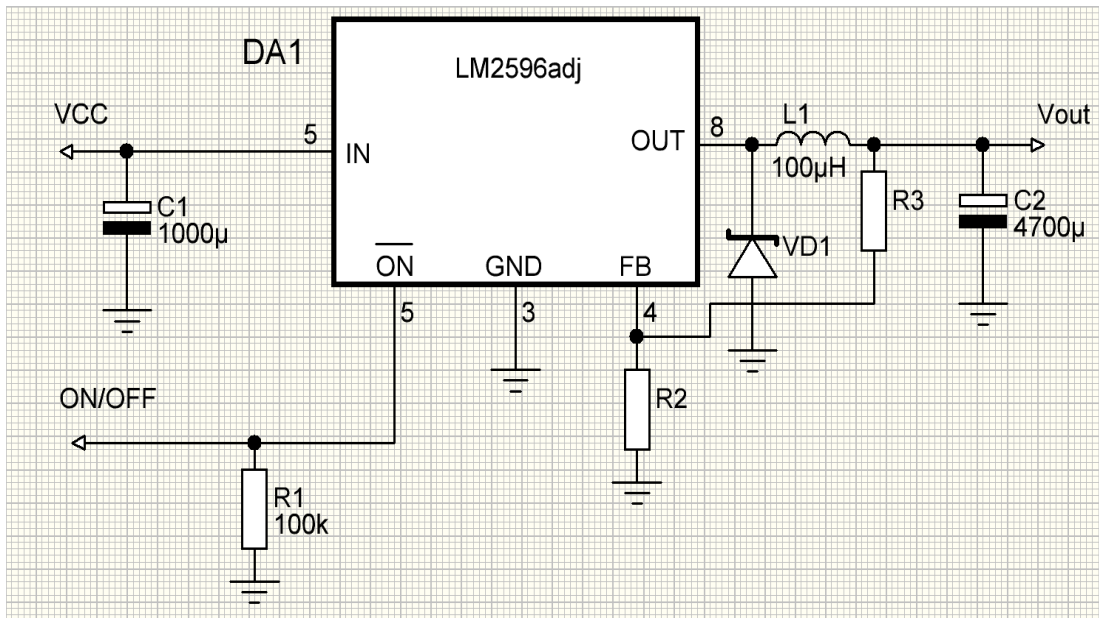 DA1
LM2596adj
VCC
5
IN
OUT
8
L1
100µH
Vout
C1
1000µ
R3
C2
4700µ
VD1
ON
GND
FB
5
3
4
ON/OFF
R2
R1
100k